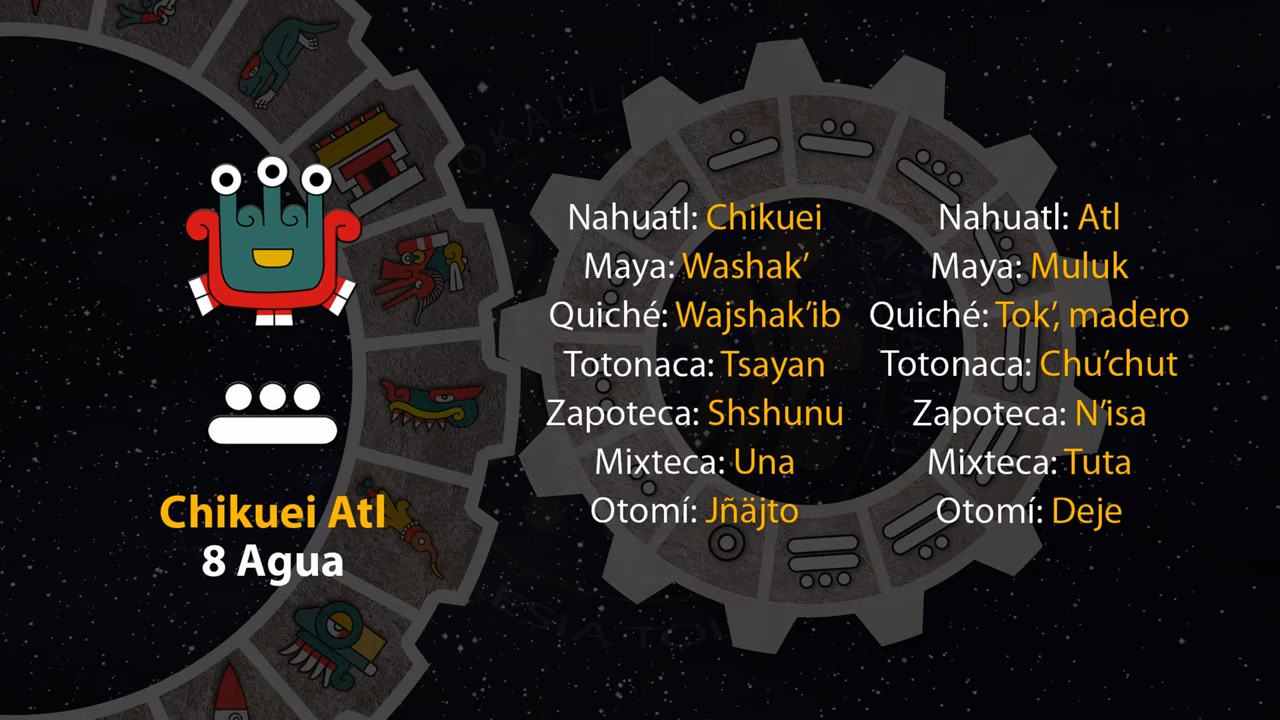 Chikuei Atl
8 Agua
Nahuatl: Chikuei
Maya: Washak’
Quiché: Wajshak’ib
Totonaca: Tsayan
Zapoteca: Shshunu
Mixteca: Una
Otomí: Jñäjto
Nahuatl: Atl
Maya: Muluk
Quiché: Tok’, madero
Totonaca: Chu’chut
Zapoteca: N’isa
Mixteca: Tuta
Otomí: Deje